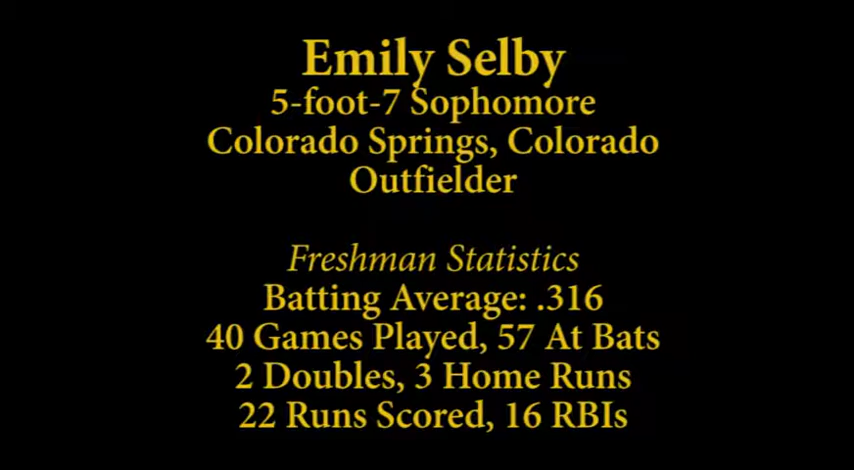 Emily Selby
5-foot-7 Sophomore
Colorado Springs, Colorado
Outfielder
Freshman Statistics
Batting Average: .316
40 Games Played, 57 At Bats
2 Doubles, 3 Home Runs
22 Runs Scored, 16 RBIs